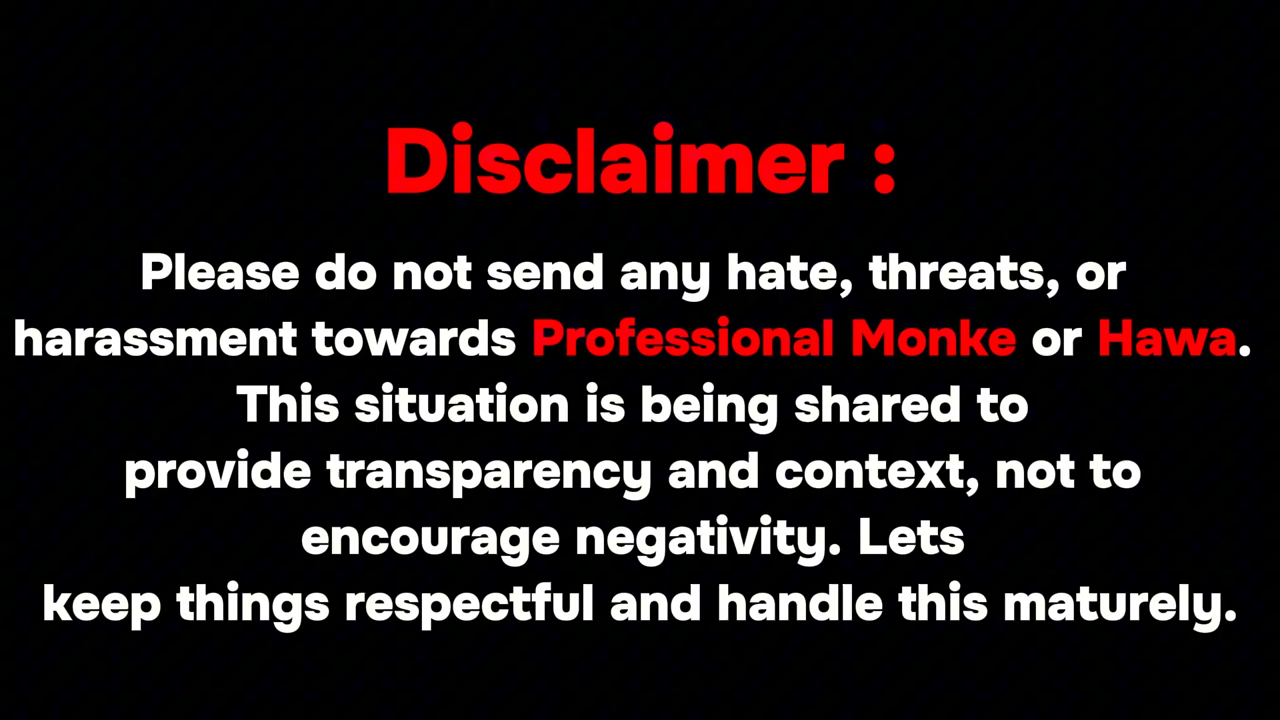 Disclaimer :
Please do not send any hate, threats, or
harassment towards Professional Monke or Hawa.
This situation is being shared to
provide transparency and context, not to
encourage negativity. Lets
keep things respectful and handle this maturely.